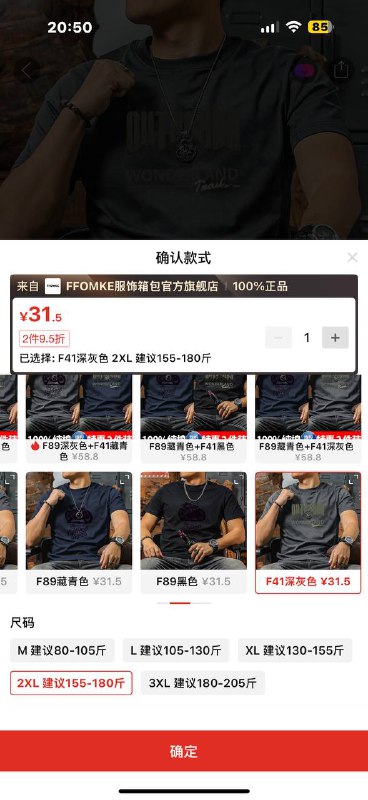 20:50
85
OUTTURN
WONDERLAND
确认款式
来自 FFOMKE服饰箱包官方旗舰店 | 100%正品
¥31.5
2件9.5折
1
已选择: F41深灰色 2XL 建议155-180斤
F89深灰色+F41藏青色 ¥58.8
F89藏青色+F41黑色
¥58.8
F89藏青色+F41深灰色
¥58.8
F89藏青色 ¥31.5
F89黑色 ¥31.5
F41深灰色 ¥31.5
尺码
M 建议80-105斤
L 建议105-130斤
XL 建议130-155斤
2XL 建议155-180斤
3XL 建议180-205斤
确定